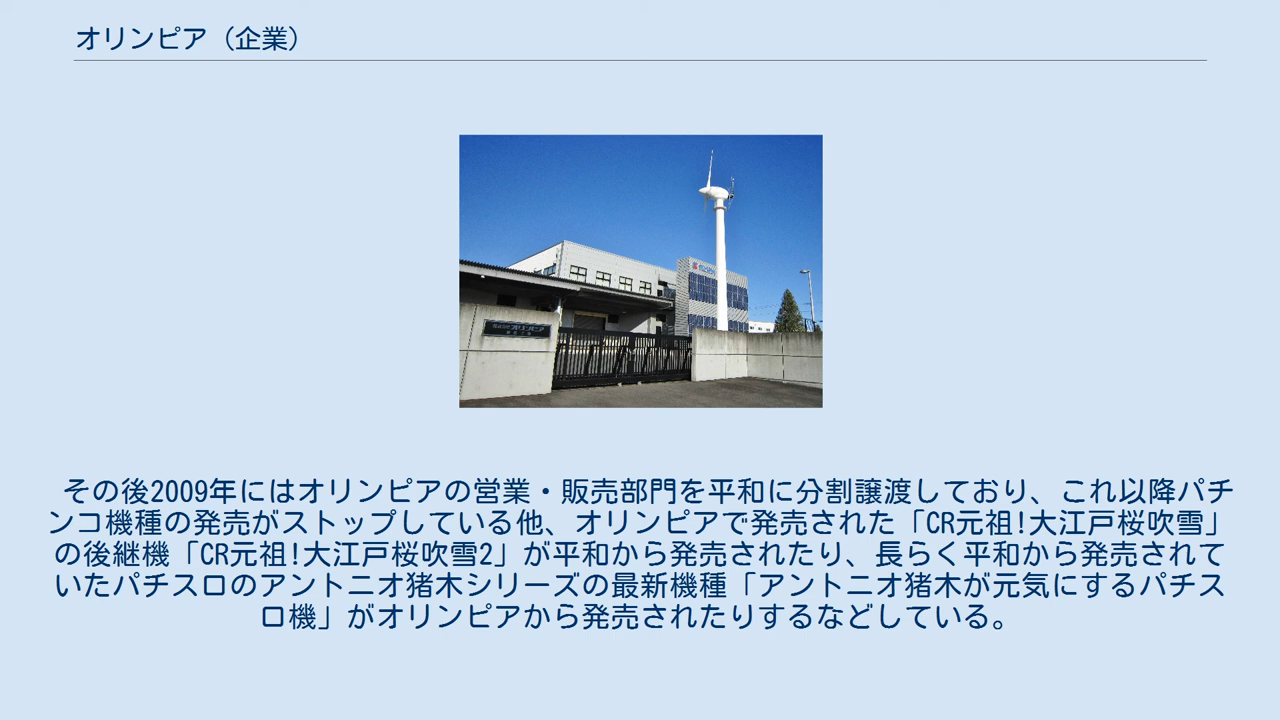 オリンピア（企業）
オリンピア
その後2009年にはオリンピアの営業・販売部門を平和に分割譲渡しており、これ以降パチ
ンコ機種の発売がストップしている他、オリンピアで発売された「CR元祖!大江戸桜吹雪」
の後継機「CR元祖!大江戸桜吹雪2」が平和から発売されたり、長らく平和から発売されて
いたパチスロのアントニオ猪木シリーズの最新機種「アントニオ猪木が元気にするパチス
ロ機」がオリンピアから発売されたりするなどしている。